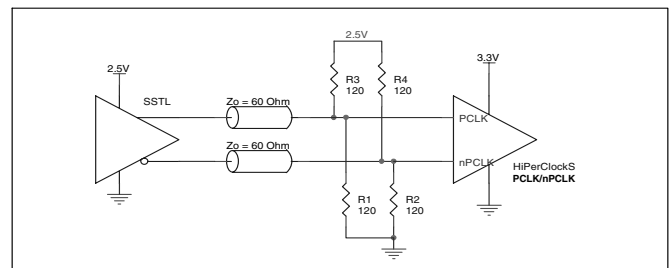 2.5V
2.5V
3.3V
SSTL
R3
120
R4
120
Zo = 60 Ohm
PCLK
Zo = 60 Ohm
nPCLK
HiPerClockS
PCLK/nPCLK
R1
120
R2
120